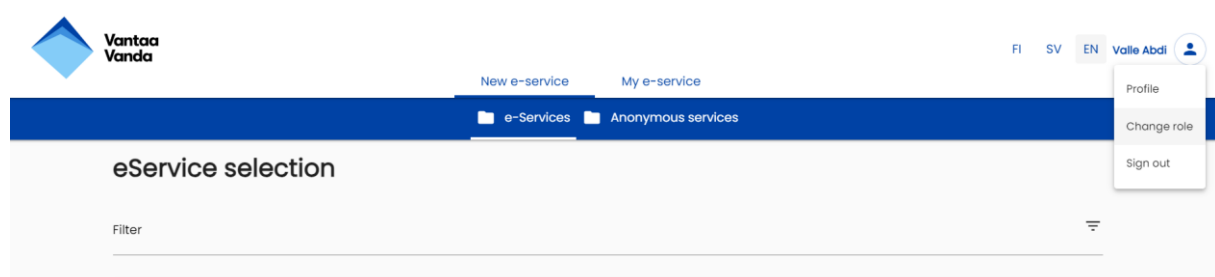 Vantaa
Vanda
FI SV EN Valle Abdi
New e-service My e-service
Profile
e-Services Anonymous services
Change role
eService selection
Sign out
Filter